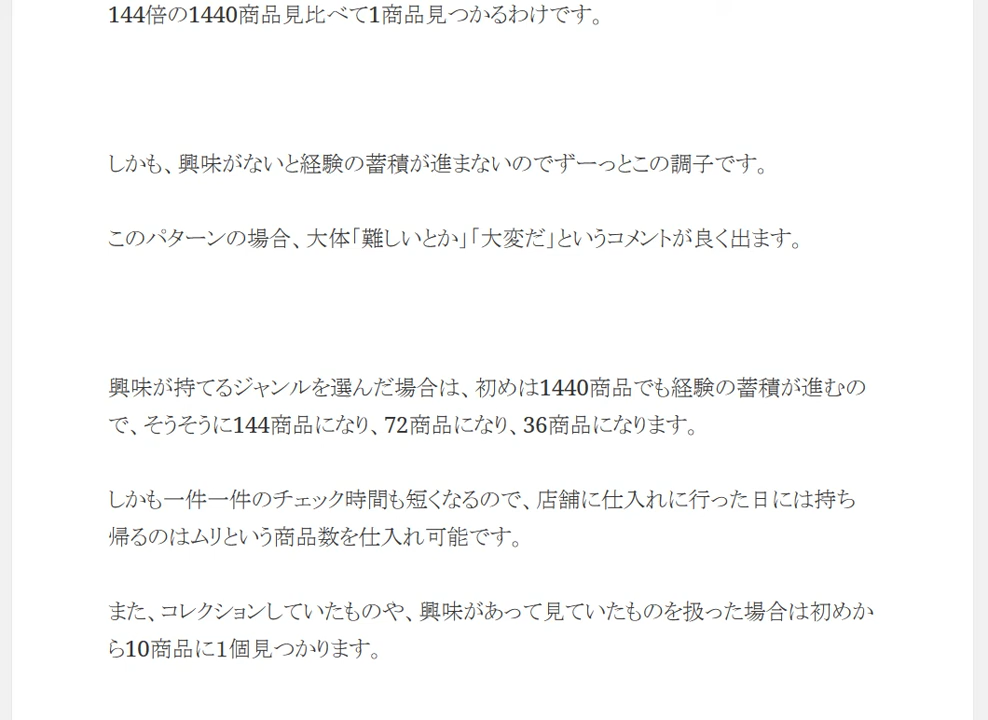 144倍の1440商品見比べて1商品見つかるわけです。
しかも、興味がないと経験の蓄積が進まないのでずーっとこの調子です。
このパターンの場合、大体「難しいとか」「大変だ」というコメントが良く出ます。
興味が持てるジャンルを選んだ場合は、初めは1440商品でも経験の蓄積が進むの
で、そうそうに144商品になり、72商品になり、36商品になります。
しかも一件一件のチェック時間も短くなるので、店舗に仕入れに行った日には持ち
帰るのはムリという商品数を仕入れ可能です。
また、コレクションしていたものや、興味があって見ていたものを扱った場合は初めか
ら10商品に1個見つかります。